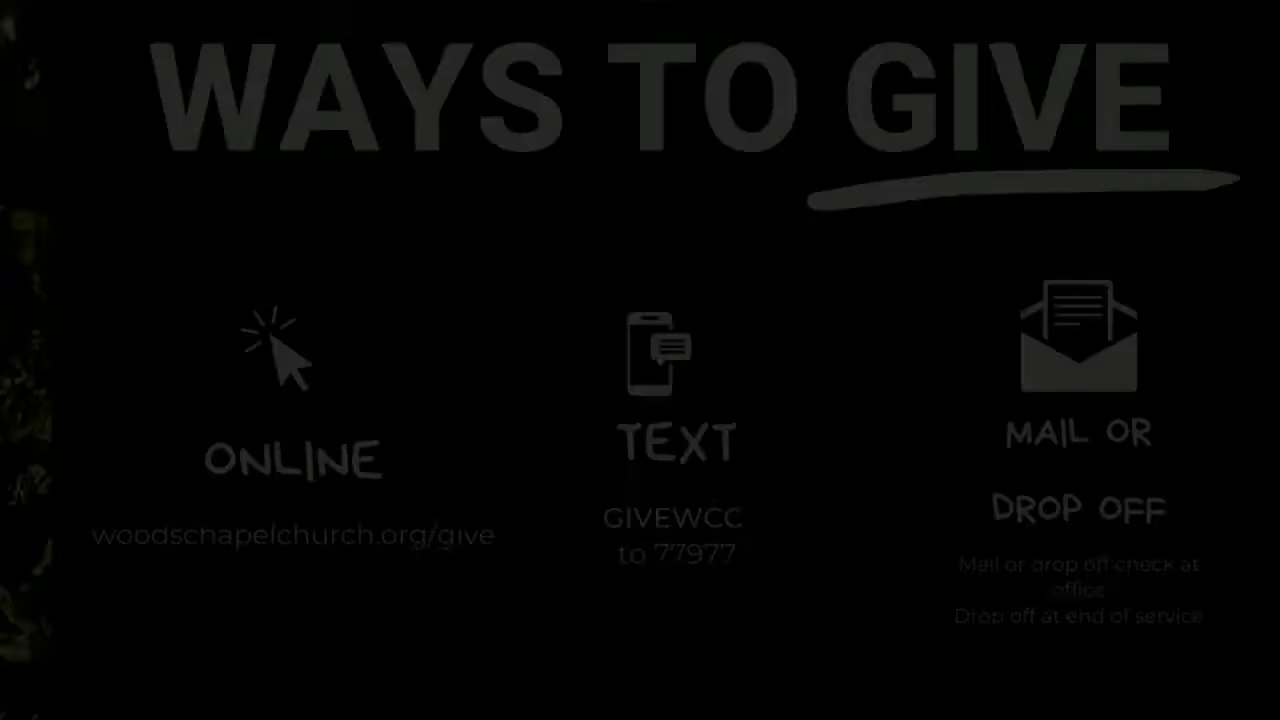 WAYS TO GIVE
ONLINE
woodschapelchurch.org/give
TEXT
GIVEWCC
to 77977
MAIL OR
DROP OFF
Mail or drop off check at
office
Drop off at end of service